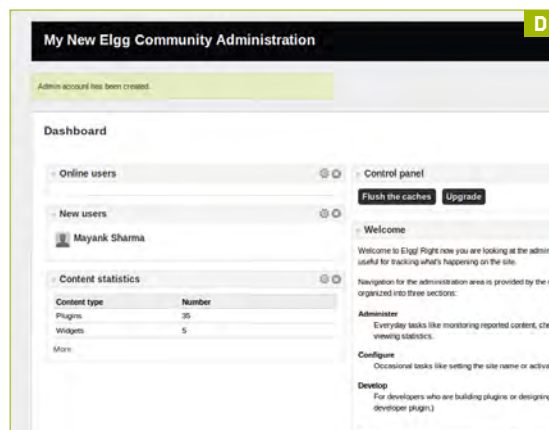 D
My New Elgg Community Administration
Admin account has been created.
Dashboard
Online users
New users
Mayank Sharma
Content statistics
Content type Number
Plugins 35
Widgets 5
More
Control panel
Flush the caches Upgrade
Welcome
Welcome to Elgg! Right now you are looking at the admin
useful for tracking what's happening on the site.
Navigation for the administration area is provided by the
organized into three sections:
Administer
Everyday tasks like monitoring reported content, che
viewing statistics.
Configure
Occasional tasks like setting the site name or activa
Develop
For developers who are building plugins or designing
developer plugin.)